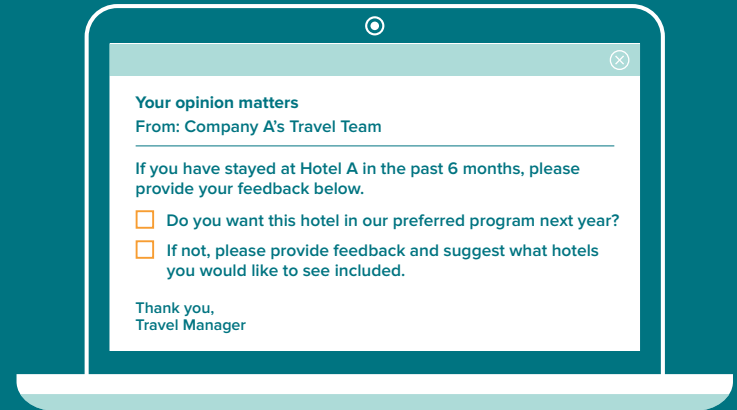 Your opinion matters
From: Company A's Travel Team
If you have stayed at Hotel A in the past 6 months, please
provide your feedback below.
Do you want this hotel in our preferred program next year?
If not, please provide feedback and suggest what hotels
you would like to see included.
Thank you,
Travel Manager